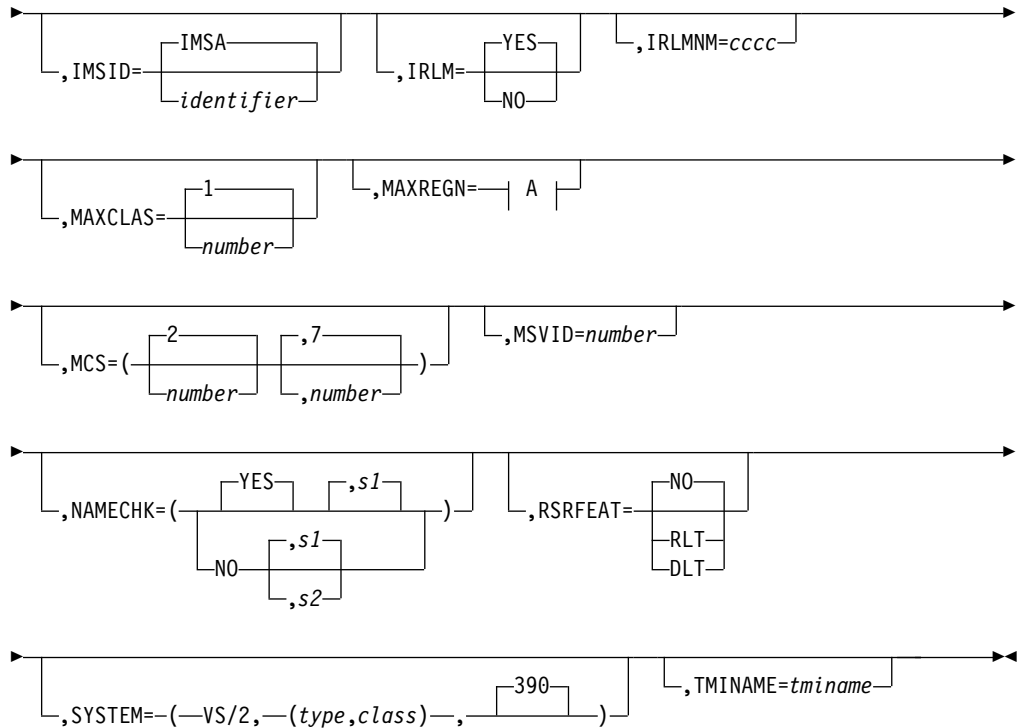 IMSA YES ,IRLMNM=cccc
,IMSID= identifier ,IRLM= NO
1
,MAXCLAS= number ,MAXREGN= A
2 ,7
,MCS=( number ,number ) ,MSVID=number
YES ,s1 NO
,NAMECHK=( NO ,s1 ) ,RSRFEAT= RLT
,s2 DLT
390 ,TMINAME=tminame
,SYSTEM= ( VS/2, (type,class) , )